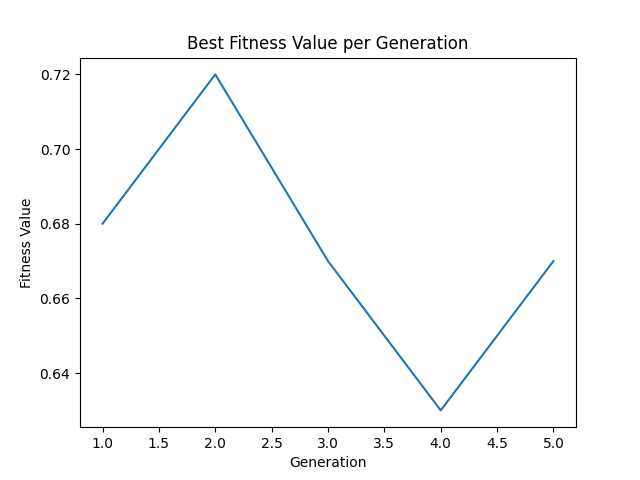 Best Fitness Value per Generation
0.72
0.70
0.68
0.66
0.64
Fitness Value
1.0 1.5 2.0 2.5 3.0 3.5 4.0 4.5 5.0
Generation